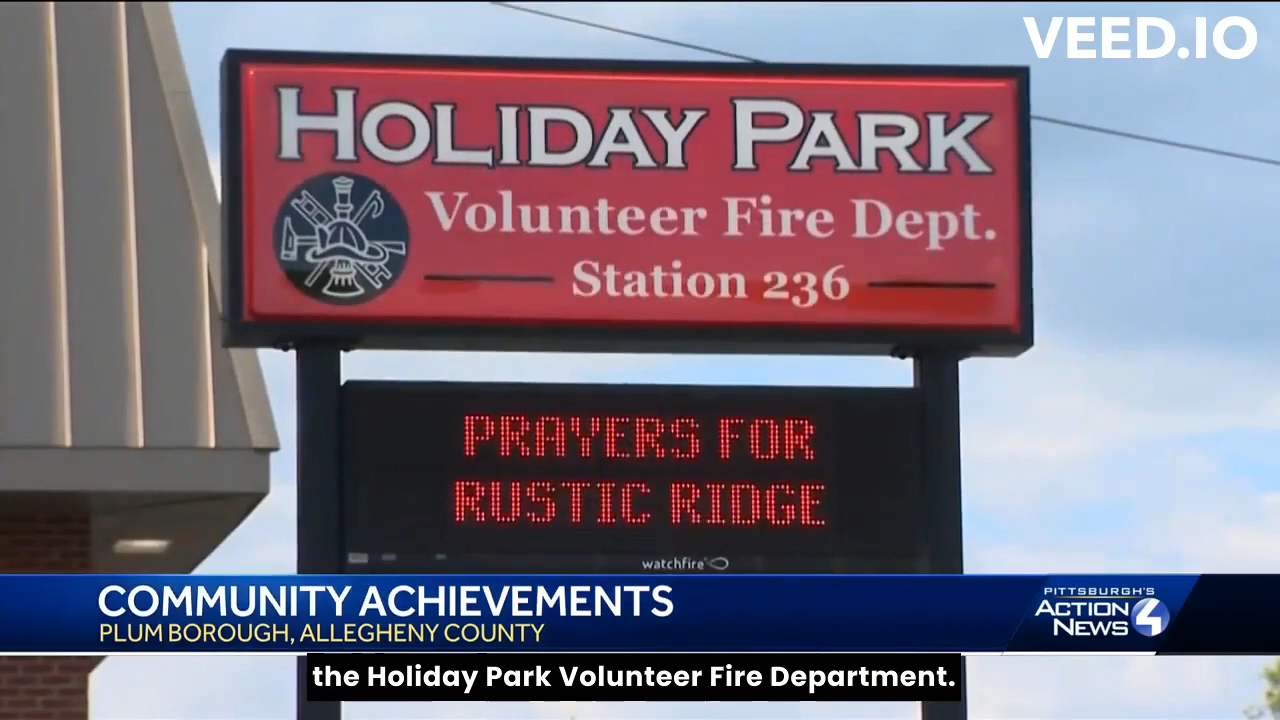 VEED.IO
HOLIDAY PARK
Volunteer Fire Dept.
Station 236
PRAYERS FOR
RUSTIC RIDGE
watchfire
COMMUNITY ACHIEVEMENTS
PLUM BOROUGH, ALLEGHENY COUNTY
PITTSBURGH'S
ACTION
NEWS 4
the Holiday Park Volunteer Fire Department.